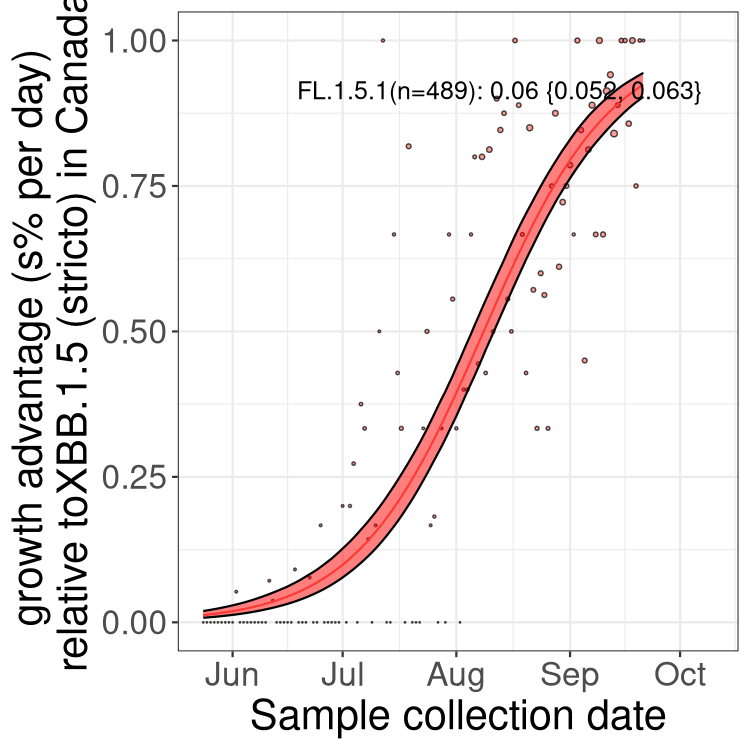 growth advantage (s% per day)
relative toXBB.1.5 (stricto) in Canada
1.00
0.75
0.50
0.25
0.00
FL.1.5.1(n=489): 0.06 {0.052, 0.063}
Jun Jul Aug Sep Oct
Sample collection date